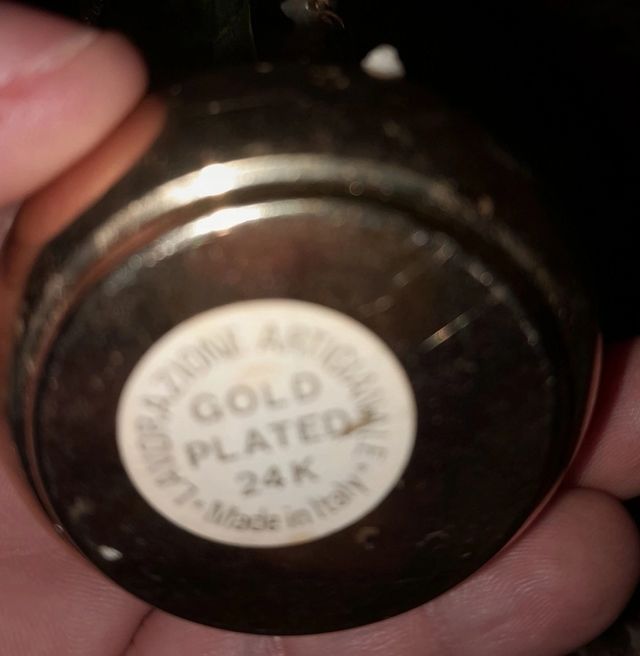 LAVORAZIONE ARTIGIANALE
GOLD
PLATED
24K
Made in Italy